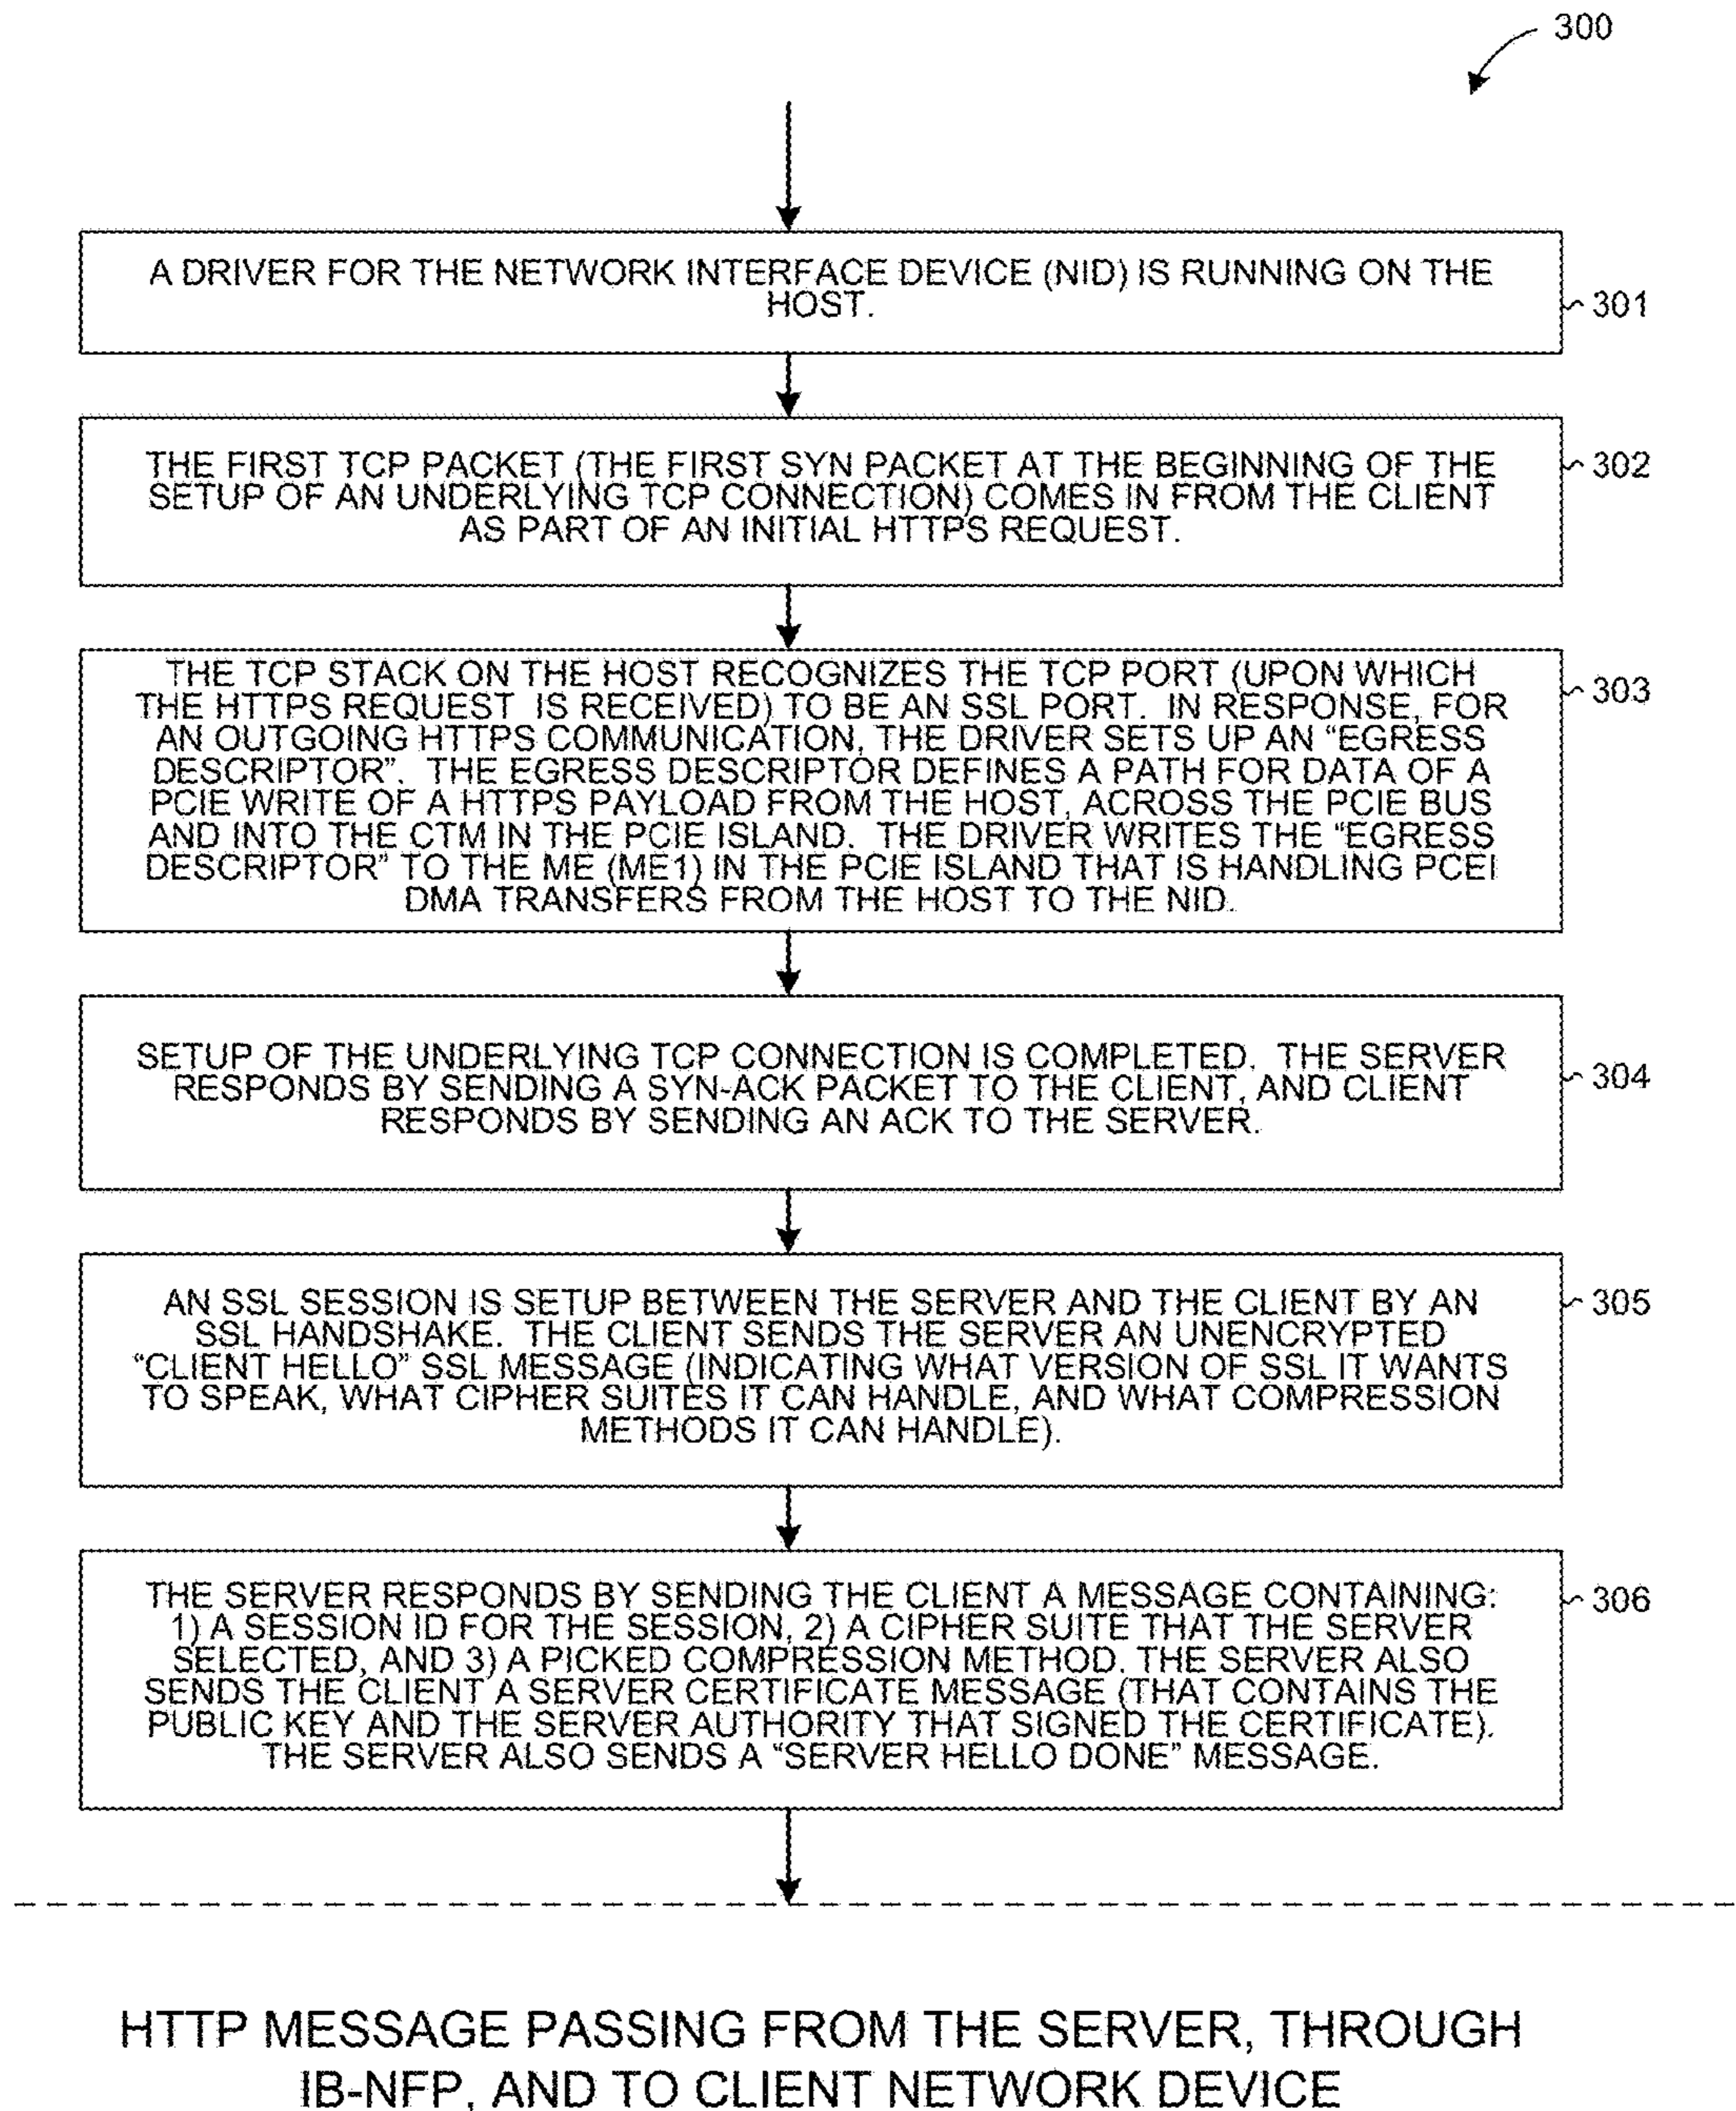 300
A DRIVER FOR THE NETWORK INTERFACE DEVICE (NID) IS RUNNING ON THE
HOST.
301
THE FIRST TCP PACKET (THE FIRST SYN PACKET AT THE BEGINNING OF THE
SETUP OF AN UNDERLYING TCP CONNECTION) COMES IN FROM THE CLIENT
AS PART OF AN INITIAL HTTPS REQUEST.
302
THE TCP STACK ON THE HOST RECOGNIZES THE TCP PORT (UPON WHICH
THE HTTPS REQUEST IS RECEIVED) TO BE AN SSL PORT. IN RESPONSE, FOR
AN OUTGOING HTTPS COMMUNICATION, THE DRIVER SETS UP AN “EGRESS
DESCRIPTOR”. THE EGRESS DESCRIPTOR DEFINES A PATH FOR DATA OF A
PCIE WRITE OF A HTTPS PAYLOAD FROM THE HOST, ACROSS THE PCIE BUS
AND INTO THE CTM IN THE PCIE ISLAND. THE DRIVER WRITES THE “EGRESS
DESCRIPTOR” TO THE ME (ME1) IN THE PCIE ISLAND THAT IS HANDLING PCEI
DMA TRANSFERS FROM THE HOST TO THE NID.
303
SETUP OF THE UNDERLYING TCP CONNECTION IS COMPLETED. THE SERVER
RESPONDS BY SENDING A SYN-ACK PACKET TO THE CLIENT, AND CLIENT
RESPONDS BY SENDING AN ACK TO THE SERVER.
304
AN SSL SESSION IS SETUP BETWEEN THE SERVER AND THE CLIENT BY AN
SSL HANDSHAKE. THE CLIENT SENDS THE SERVER AN UNENCRYPTED
“CLIENT HELLO” SSL MESSAGE (INDICATING WHAT VERSION OF SSL IT WANTS
TO SPEAK, WHAT CIPHER SUITES IT CAN HANDLE, AND WHAT COMPRESSION
METHODS IT CAN HANDLE).
305
THE SERVER RESPONDS BY SENDING THE CLIENT A MESSAGE CONTAINING:
1) A SESSION ID FOR THE SESSION, 2) A CIPHER SUITE THAT THE SERVER
SELECTED, AND 3) A PICKED COMPRESSION METHOD. THE SERVER ALSO
SENDS THE CLIENT A SERVER CERTIFICATE MESSAGE (THAT CONTAINS THE
PUBLIC KEY AND THE SERVER AUTHORITY THAT SIGNED THE CERTIFICATE).
THE SERVER ALSO SENDS A “SERVER HELLO DONE” MESSAGE.
306
HTTP MESSAGE PASSING FROM THE SERVER, THROUGH
IB-NFP, AND TO CLIENT NETWORK DEVICE